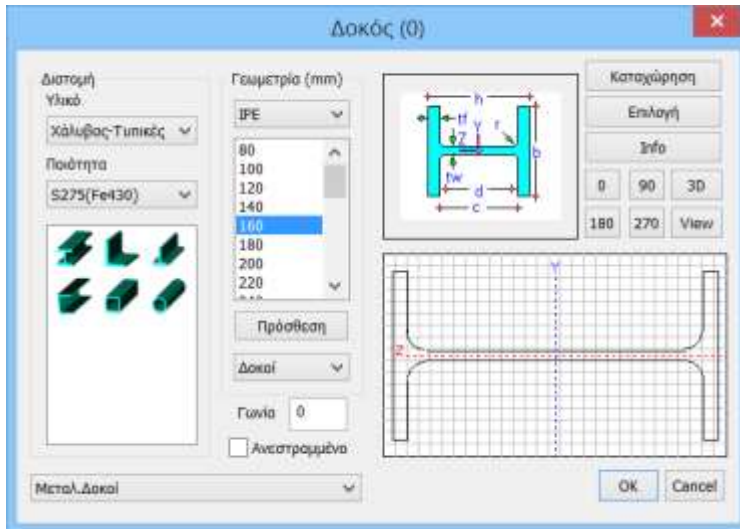 Δοκός (0)
Διατομή
Υλικό
Χάλυβας-Τυπικές
Ποιότητα
S275(Fe430)
Γεωμετρία (mm)
IPE
80
100
120
140
160
180
200
220
Πρόσθεση
Δοκοί
Γωνία 0
Ανεστραμμένα
Μεταλ.Δοκοί
h
tf y r
Z
b
tw
d
c
Καταχώρηση
Επιλογή
Info
0 90 3D
180 270 View
Y
Z
OK Cancel